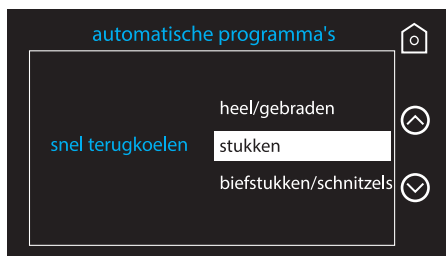 automatische programma's
heel/gebraden
snel terugkoelen stukken
biefstukken/schnitzels